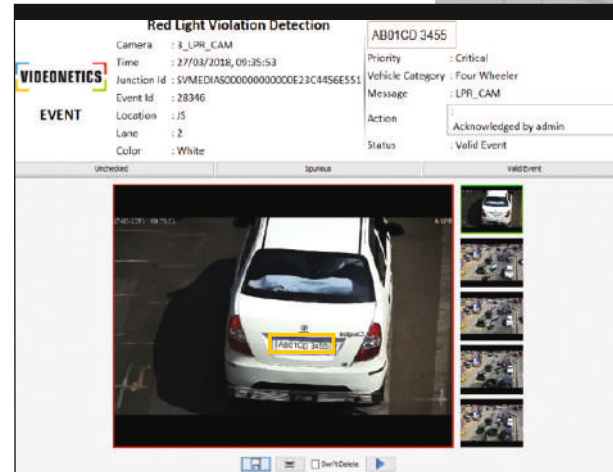 Red Light Violation Detection
Camera : 3_LPR_CAM
Time : 27/03/2018, 09:35:53
Junction Id : SVMEDIAS000000000000E23C4456E551
Event Id : 28346
Location : JS
Lane : 2
Color : White
VIDEONETICS
EVENT
AB01CD 3455
Priority : Critical
Vehicle Category : Four Wheeler
Message : LPR_CAM
Action :
Acknowledged by admin
Status : Valid Event
Unchecked
Spurious
Valid Event
AB01CD 3455
Don't Delete